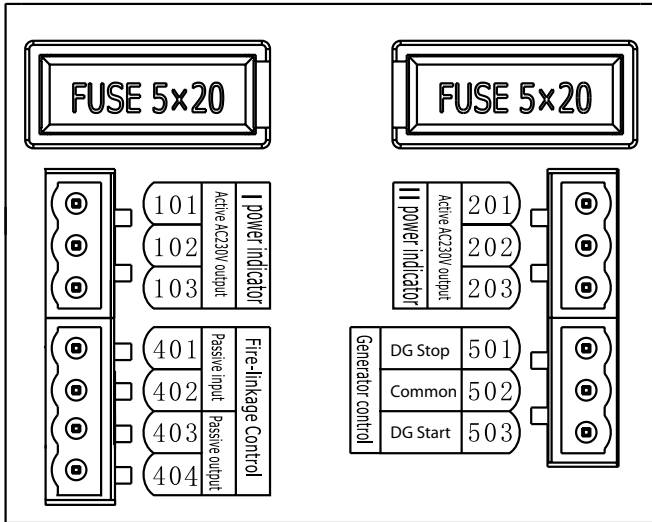 FUSE 5×20
FUSE 5×20
101
102
103
Active AC230V output
I power indicator
II power indicator
Active AC230V output
201
202
203
401
402
403
404
Passive input
Passive output
Fire-linkage Control
Generator control
DG Stop 501
Common 502
DG Start 503